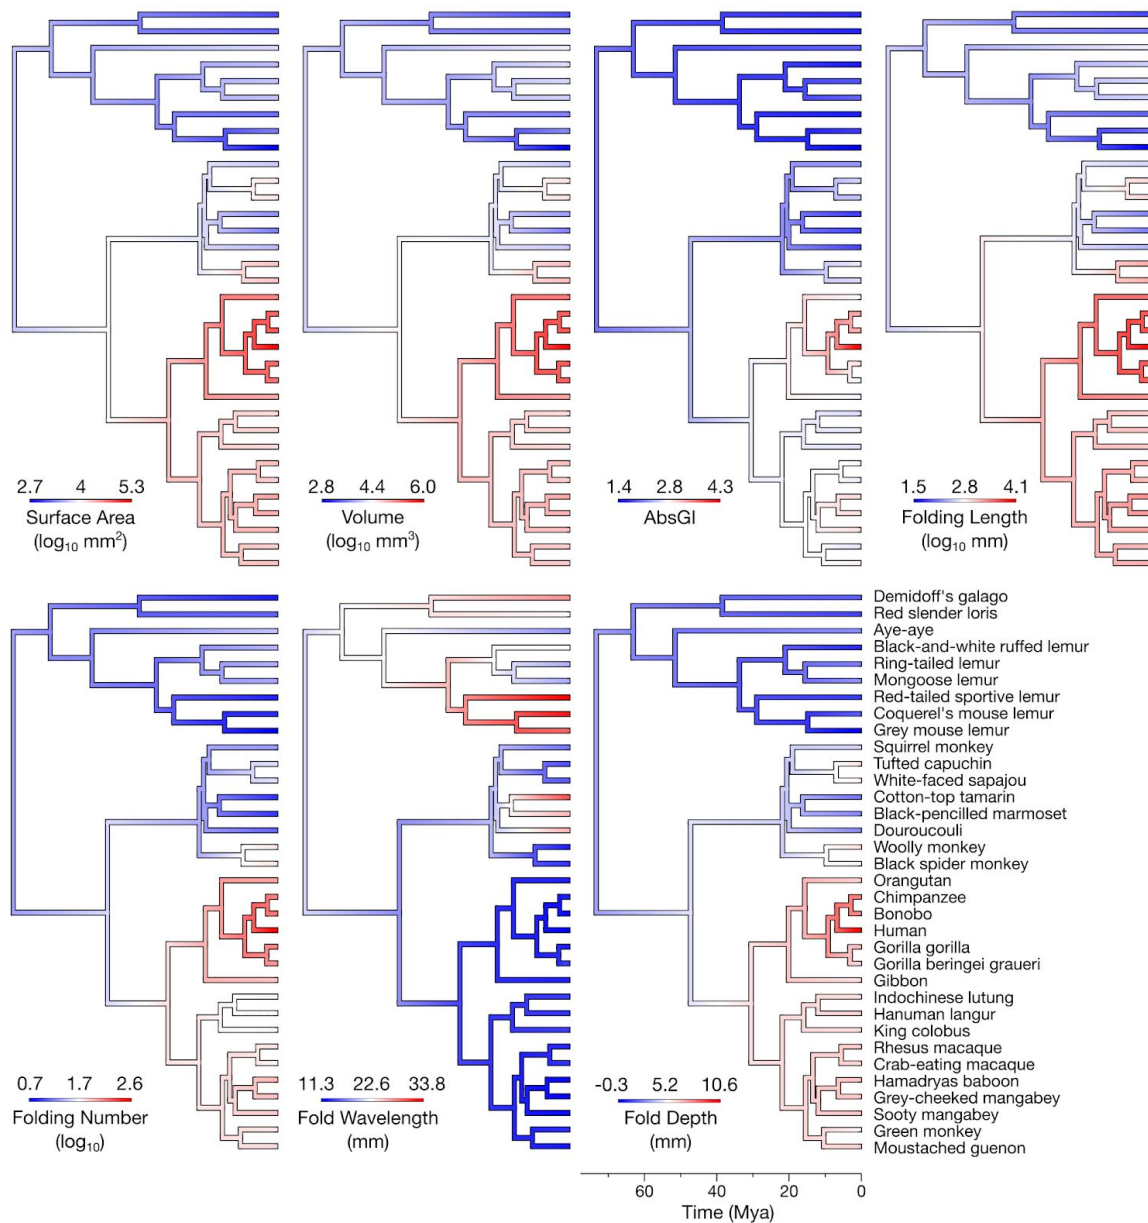 2.7 4 5.3
Surface Area
(log₁₀ mm²)
2.8 4.4 6.0
Volume
(log₁₀ mm³)
1.4 2.8 4.3
AbsGI
1.5 2.8 4.1
Folding Length
(log₁₀ mm)
Demidoff's galago
Red slender loris
Aye-aye
Black-and-white ruffed lemur
Ring-tailed lemur
Mongoose lemur
Red-tailed sportive lemur
Coquerel's mouse lemur
Grey mouse lemur
Squirrel monkey
Tufted capuchin
White-faced sapajou
Cotton-top tamarin
Black-pencilled marmoset
Douroucouli
Woolly monkey
Black spider monkey
Orangutan
Chimpanzee
Bonobo
Human
Gorilla gorilla
Gorilla beringei graueri
Gibbon
Indochinese lutung
Hanuman langur
King colobus
Rhesus macaque
Crab-eating macaque
Hamadryas baboon
Grey-cheeked mangabey
Sooty mangabey
Green monkey
Moustached guenon
0.7 1.7 2.6
Folding Number
(log₁₀)
11.3 22.6 33.8
Fold Wavelength
(mm)
-0.3 5.2 10.6
Fold Depth
(mm)
60 40 20 0
Time (Mya)